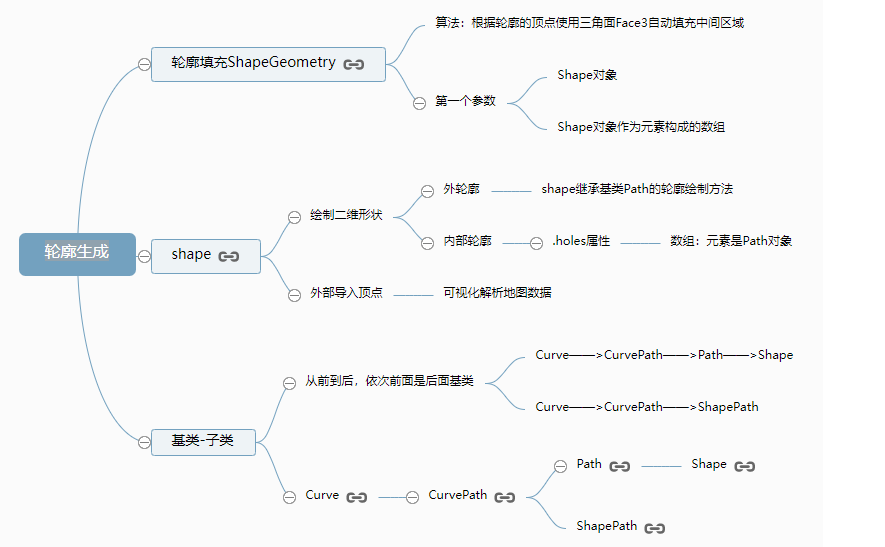 轮廓生成
轮廓填充ShapeGeometry
算法：根据轮廓的顶点使用三角面Face3自动填充中间区域
第一个参数
Shape对象
Shape对象作为元素构成的数组
shape
绘制二维形状
外轮廓
shape继承基类Path的轮廓绘制方法
内部轮廓
.holes属性
数组：元素是Path对象
外部导入顶点
可视化解析地图数据
基类-子类
从前到后，依次前面是后面基类
Curve——>CurvePath——>Path——>Shape
Curve——>CurvePath——>ShapePath
Curve
CurvePath
Path
Shape
ShapePath